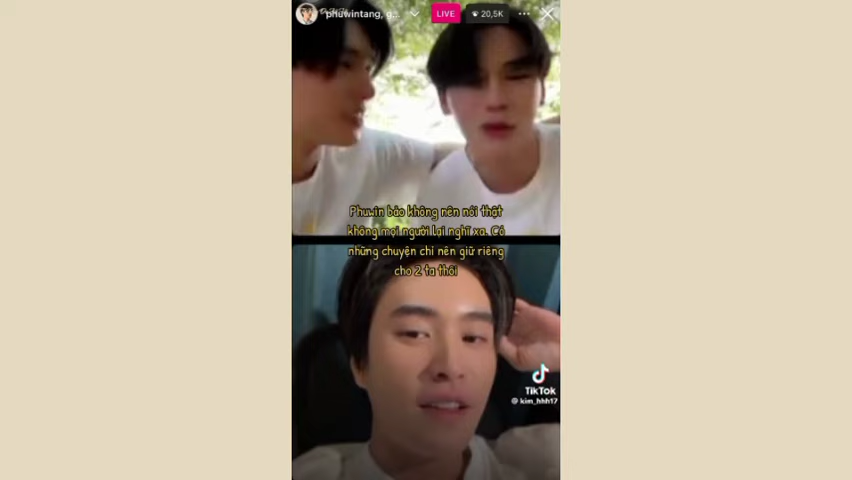 phuwintang, g...
LIVE
20,5K
Phuwin bảo không nên nói thật
không mọi người lại nghĩ xa. Có
những chuyện chỉ nên giữ riêng
cho 2 ta thôi
TikTok
@kim_hhh17